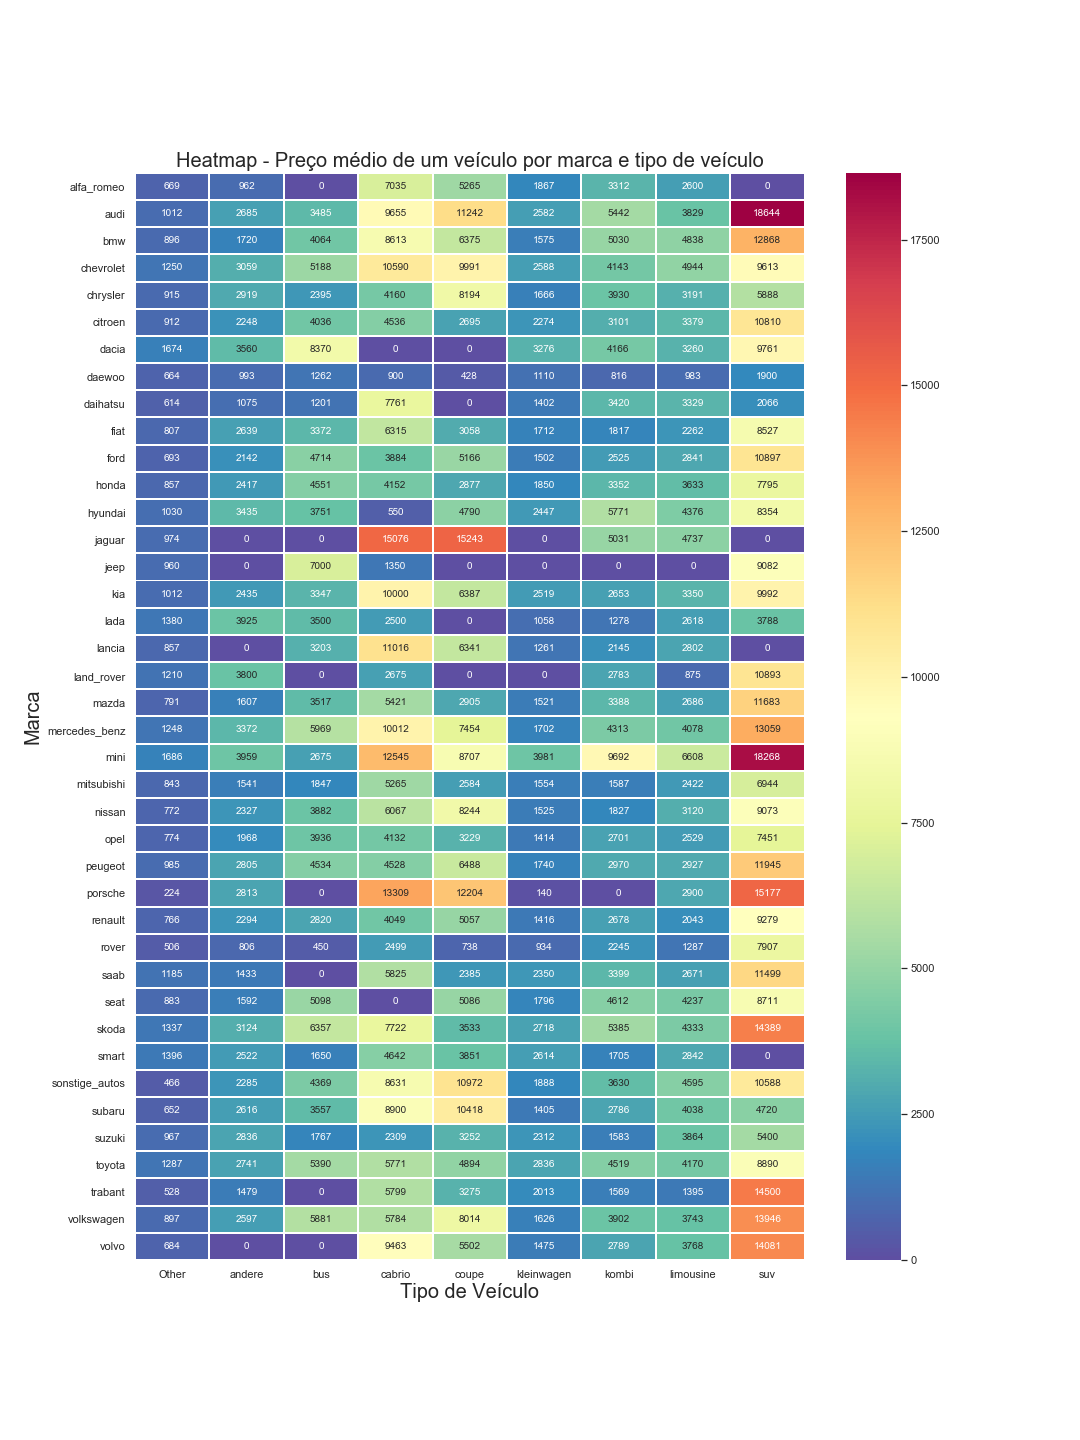 Heatmap - Preço médio de um veículo por marca e tipo de veículo
alfa_romeo 669 962 0 7035 5265 1867 3312 2600 0
audi 1012 2685 3485 9655 11242 2582 5442 3829 18644
bmw 896 1720 4064 8613 6375 1575 5030 4838 12868
chevrolet 1250 3059 5188 10590 9991 2588 4143 4944 9613
chrysler 915 2919 2395 4160 8194 1666 3930 3191 5888
citroen 912 2248 4036 4536 2695 2274 3101 3379 10810
dacia 1674 3560 8370 0 0 3276 4166 3260 9761
daewoo 664 993 1262 900 428 1110 816 983 1900
daihatsu 614 1075 1201 7761 0 1402 3420 3329 2066
fiat 807 2639 3372 6315 3058 1712 1817 2262 8527
ford 693 2142 4714 3884 5166 1502 2525 2841 10897
honda 857 2417 4551 4152 2877 1850 3352 3633 7795
hyundai 1030 3435 3751 550 4790 2447 5771 4376 8354
jaguar 974 0 0 15076 15243 0 5031 4737 0
jeep 960 0 7000 1350 0 0 0 0 9082
kia 1012 2435 3347 10000 6387 2519 2653 3350 9992
lada 1380 3925 3500 2500 0 1058 1278 2618 3788
lancia 857 0 3203 11016 6341 1261 2145 2802 0
land_rover 1210 3800 0 2675 0 0 2783 875 10893
mazda 791 1607 3517 5421 2905 1521 3388 2686 11683
mercedes_benz 1248 3372 5969 10012 7454 1702 4313 4078 13059
mini 1686 3959 2675 12545 8707 3981 9692 6608 18268
mitsubishi 843 1541 1847 5265 2584 1554 1587 2422 6944
nissan 772 2327 3882 6067 8244 1525 1827 3120 9073
opel 774 1968 3936 4132 3229 1414 2701 2529 7451
peugeot 985 2805 4534 4528 6488 1740 2970 2927 11945
porsche 224 2813 0 13309 12204 140 0 2900 15177
renault 766 2294 2820 4049 5057 1416 2678 2043 9279
rover 506 806 450 2499 738 934 2245 1287 7907
saab 1185 1433 0 5825 2385 2350 3399 2671 11499
seat 883 1592 5098 0 5086 1796 4612 4237 8711
skoda 1337 3124 6357 7722 3533 2718 5385 4333 14389
smart 1396 2522 1650 4642 3851 2614 1705 2842 0
sonstige_autos 466 2285 4369 8631 10972 1888 3630 4595 10588
subaru 652 2616 3557 8900 10418 1405 2786 4038 4720
suzuki 967 2836 1767 2309 3252 2312 1583 3864 5400
toyota 1287 2741 5390 5771 4894 2836 4519 4170 8890
trabant 528 1479 0 5799 3275 2013 1569 1395 14500
volkswagen 897 2597 5881 5784 8014 1626 3902 3743 13946
volvo 684 0 0 9463 5502 1475 2789 3768 14081
Other andere bus cabrio coupe kleinwagen kombi limousine suv
Tipo de Veículo
Marca
17500
15000
12500
10000
7500
5000
2500
0